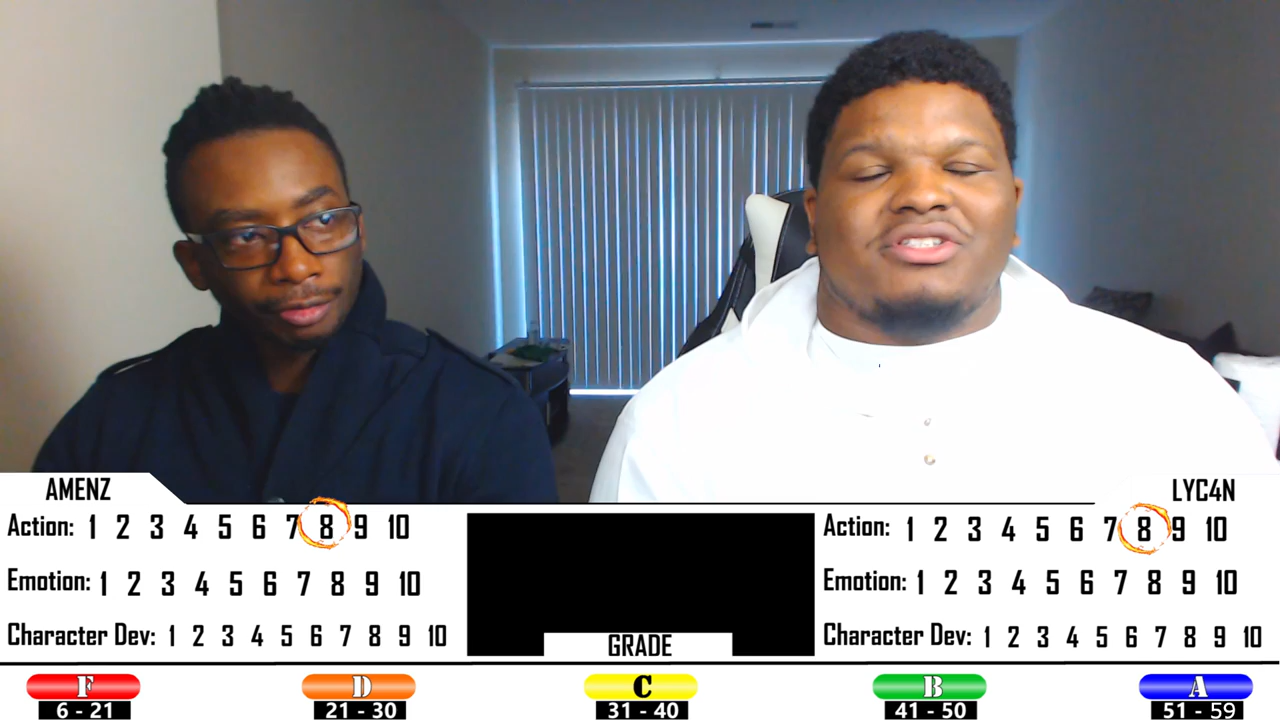 AMENZ
Action: 1 2 3 4 5 6 7 8 9 10
Emotion: 1 2 3 4 5 6 7 8 9 10
Character Dev: 1 2 3 4 5 6 7 8 9 10
GRADE
LYC4N
Action: 1 2 3 4 5 6 7 8 9 10
Emotion: 1 2 3 4 5 6 7 8 9 10
Character Dev: 1 2 3 4 5 6 7 8 9 10
F D C B A
6 - 21 21 - 30 31 - 40 41 - 50 51 - 59